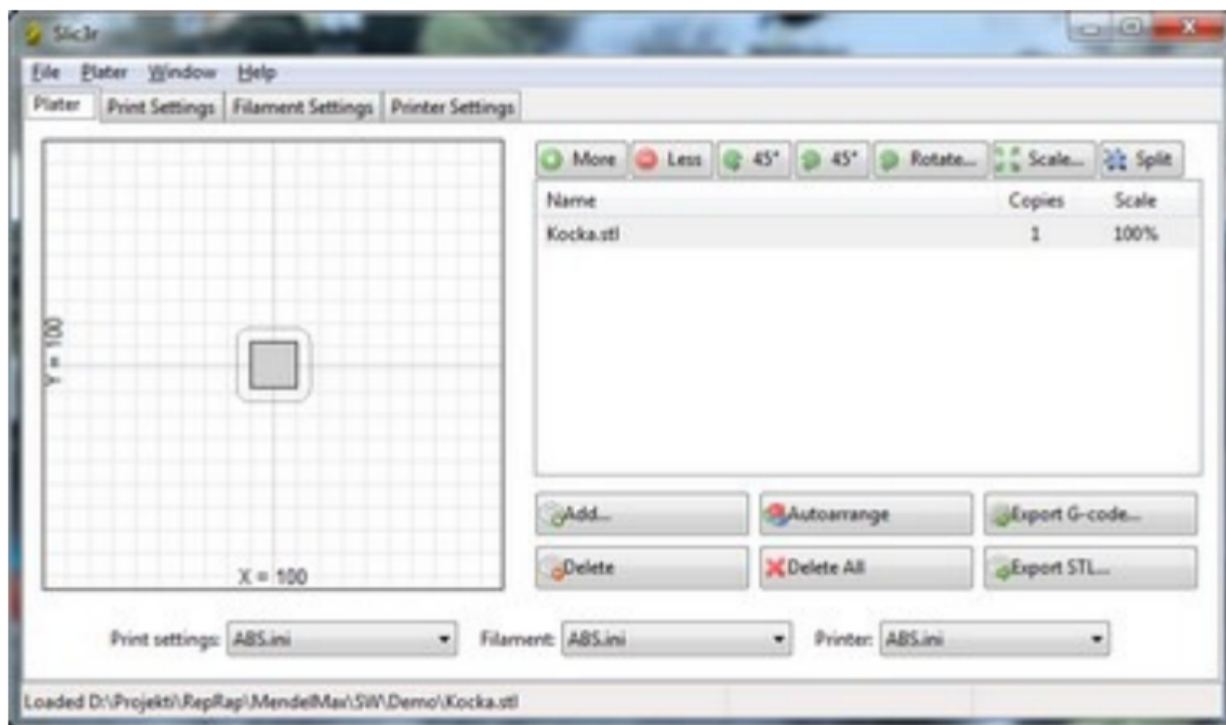 Slic3r
File Plater Window Help
Plater Print Settings Filament Settings Printer Settings
More Less 45° 45° Rotate... Scale... Split
Name Copies Scale
Kocka.stl 1 100%
Y = 100
X = 100
Add... Autoarrange Export G-code...
Delete Delete All Export STL...
Print settings: ABS.ini Filament: ABS.ini Printer: ABS.ini
Loaded D:\Projekti\RepRap\MendelMax\SW\Demo\Kocka.stl